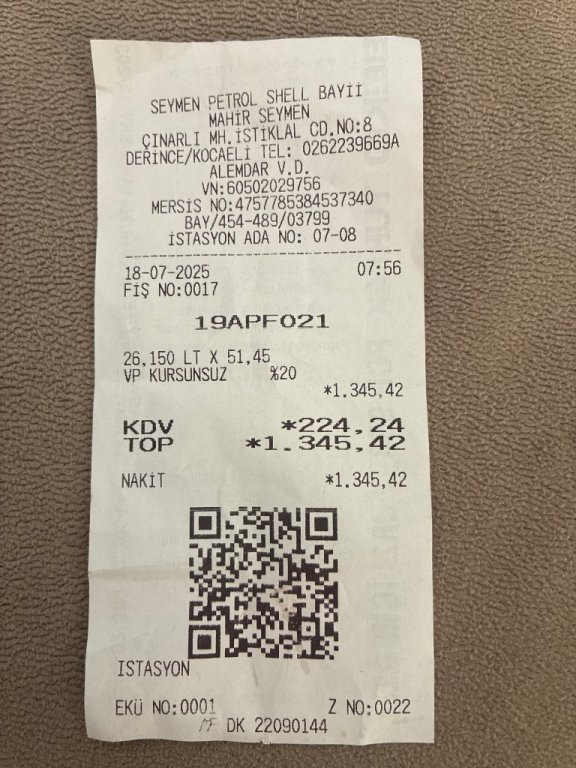 SEYMEN PETROL SHELL BAYİİ
MAHİR SEYMEN
ÇINARLI MH.İSTİKLAL CD.NO:8
DERİNCE/KOCAELİ TEL: 0262239669A
ALEMDAR V.D.
VN:60502029756
MERSİS NO:4757785384537340
BAY/454-489/03799
İSTASYON ADA NO: 07-08
18-07-2025 07:56
FİŞ NO:0017
19APF021
26,150 LT X 51,45
VP KURSUNSUZ %20
*1.345,42
KDV *224,24
TOP *1.345,42
NAKİT *1.345,42
ISTASYON
EKÜ NO:0001 Z NO:0022
MF DK 22090144